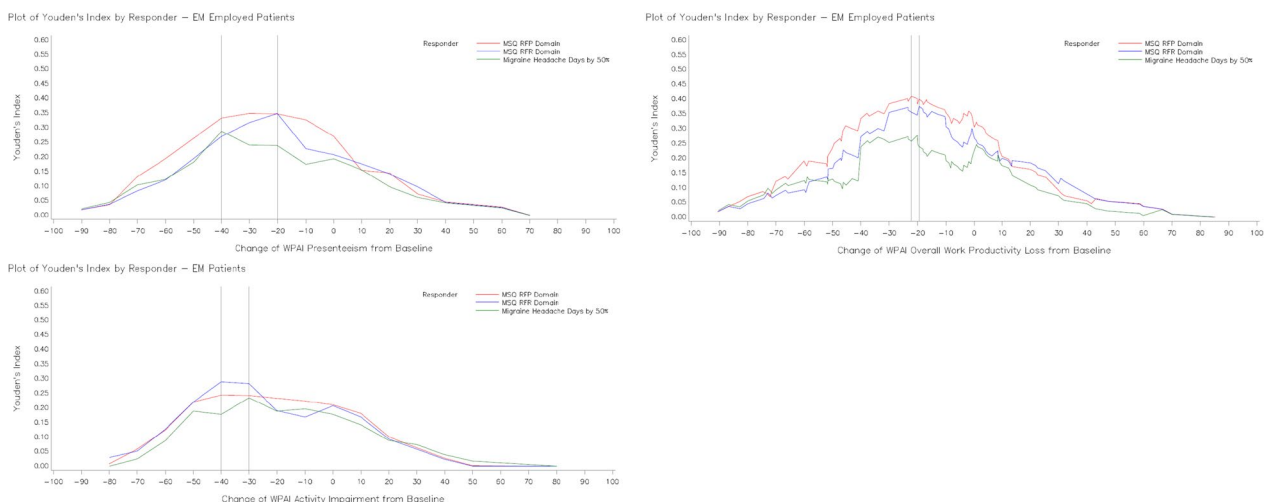 Plot of Youden's Index by Responder – EM Employed Patients
Responder
MSQ RFP Domain
MSQ RFR Domain
Migraine Headache Days by 50%
Youden's Index
0.60
0.55
0.50
0.45
0.40
0.35
0.30
0.25
0.20
0.15
0.10
0.05
0.00
−100 −90 −80 −70 −60 −50 −40 −30 −20 −10 0 10 20 30 40 50 60 70 80 90 100
Change of WPAI Presenteeism from Baseline
Plot of Youden's Index by Responder – EM Employed Patients
Responder
MSQ RFP Domain
MSQ RFR Domain
Migraine Headache Days by 50%
Youden's Index
0.60
0.55
0.50
0.45
0.40
0.35
0.30
0.25
0.20
0.15
0.10
0.05
0.00
−100 −90 −80 −70 −60 −50 −40 −30 −20 −10 0 10 20 30 40 50 60 70 80 90 100
Change of WPAI Overall Work Productivity Loss from Baseline
Plot of Youden's Index by Responder – EM Patients
Responder
MSQ RFP Domain
MSQ RFR Domain
Migraine Headache Days by 50%
Youden's Index
0.60
0.55
0.50
0.45
0.40
0.35
0.30
0.25
0.20
0.15
0.10
0.05
0.00
−100 −90 −80 −70 −60 −50 −40 −30 −20 −10 0 10 20 30 40 50 60 70 80 90 100
Change of WPAI Activity Impairment from Baseline